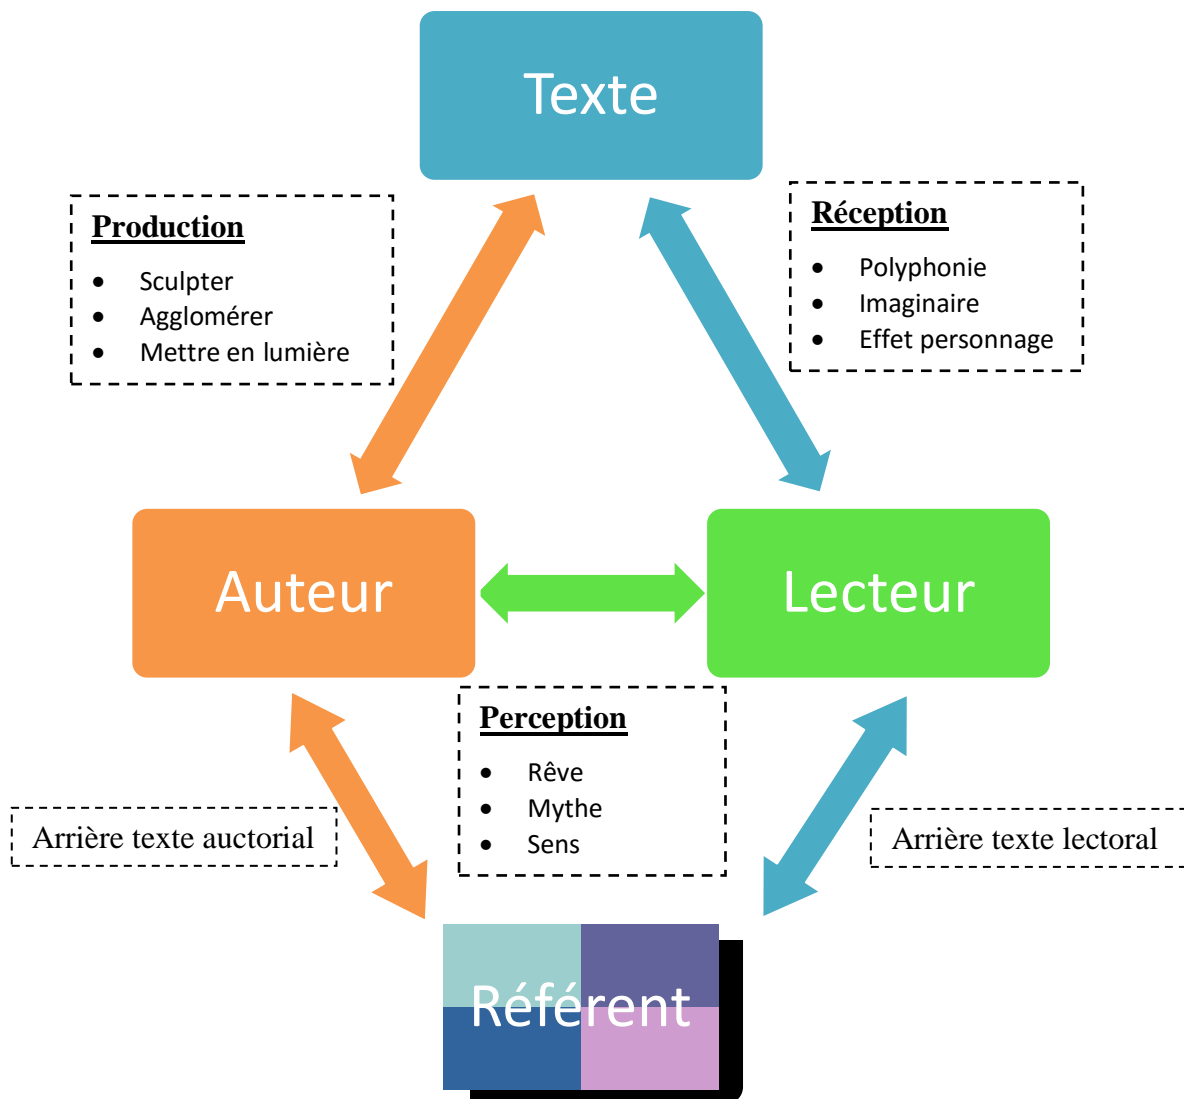 Texte
Production
• Sculpter
• Agglomérer
• Mettre en lumière
Réception
• Polyphonie
• Imaginaire
• Effet personnage
Auteur
Lecteur
Perception
• Rêve
• Mythe
• Sens
Arrière texte auctorial
Arrière texte lectoral
Référent